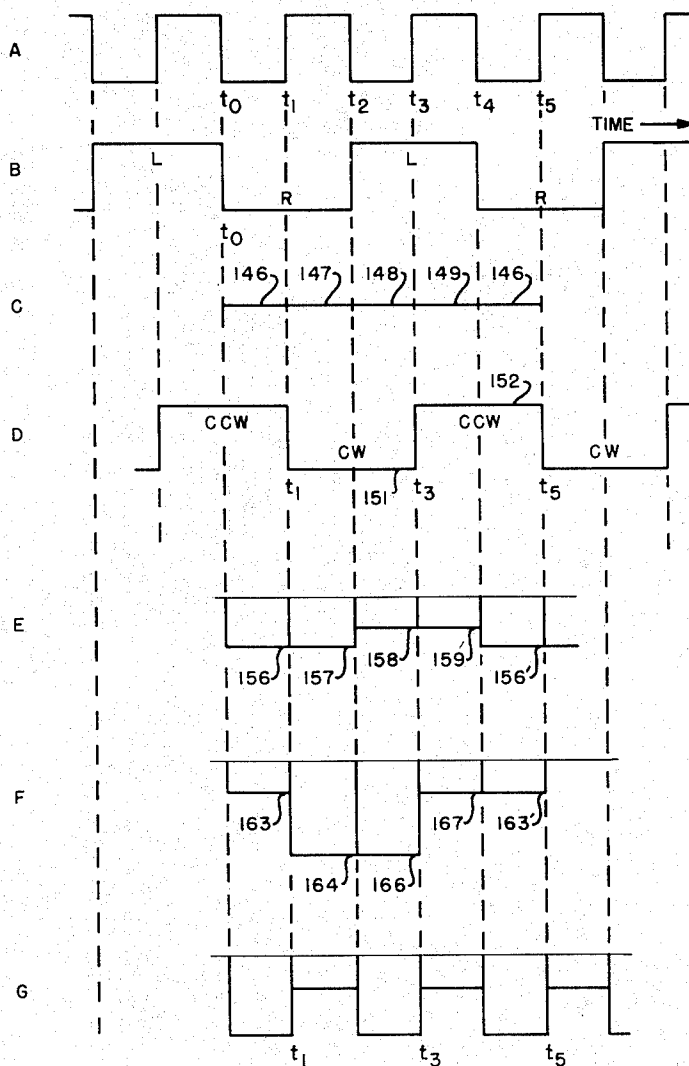 A
t0 t1 t2 t3 t4 t5
TIME
B
L R L R
t0
146 147 148 149 146
C
152
D
CCW CW CCW CW
t1 151 t3 t5
E
156 157 158 159' 156'
F
163 167 163'
164 166
G
t1 t3 t5